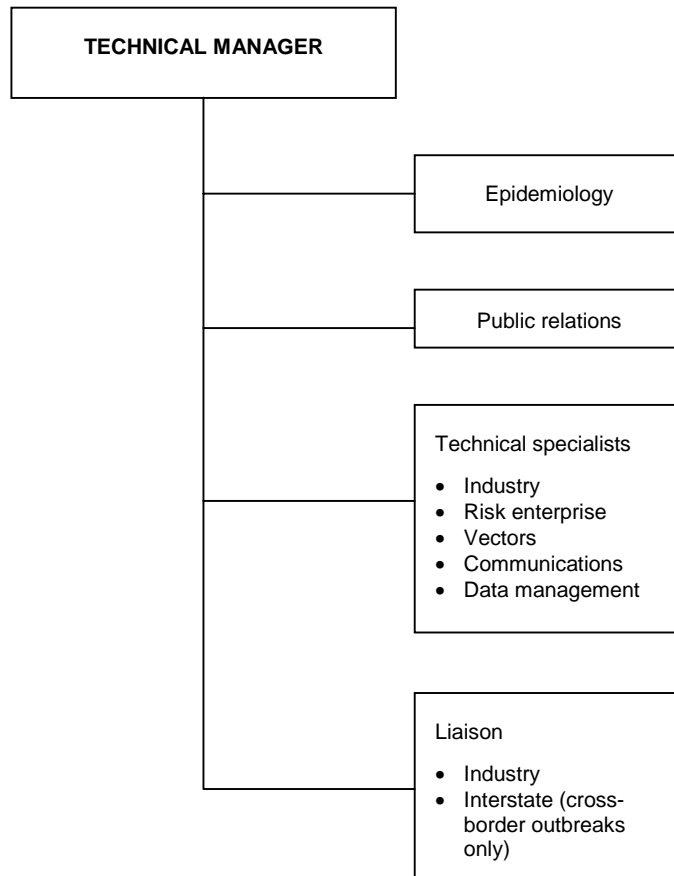 TECHNICAL MANAGER
Epidemiology
Public relations
Technical specialists
• Industry
• Risk enterprise
• Vectors
• Communications
• Data management
Liaison
• Industry
• Interstate (cross-
border outbreaks
only)